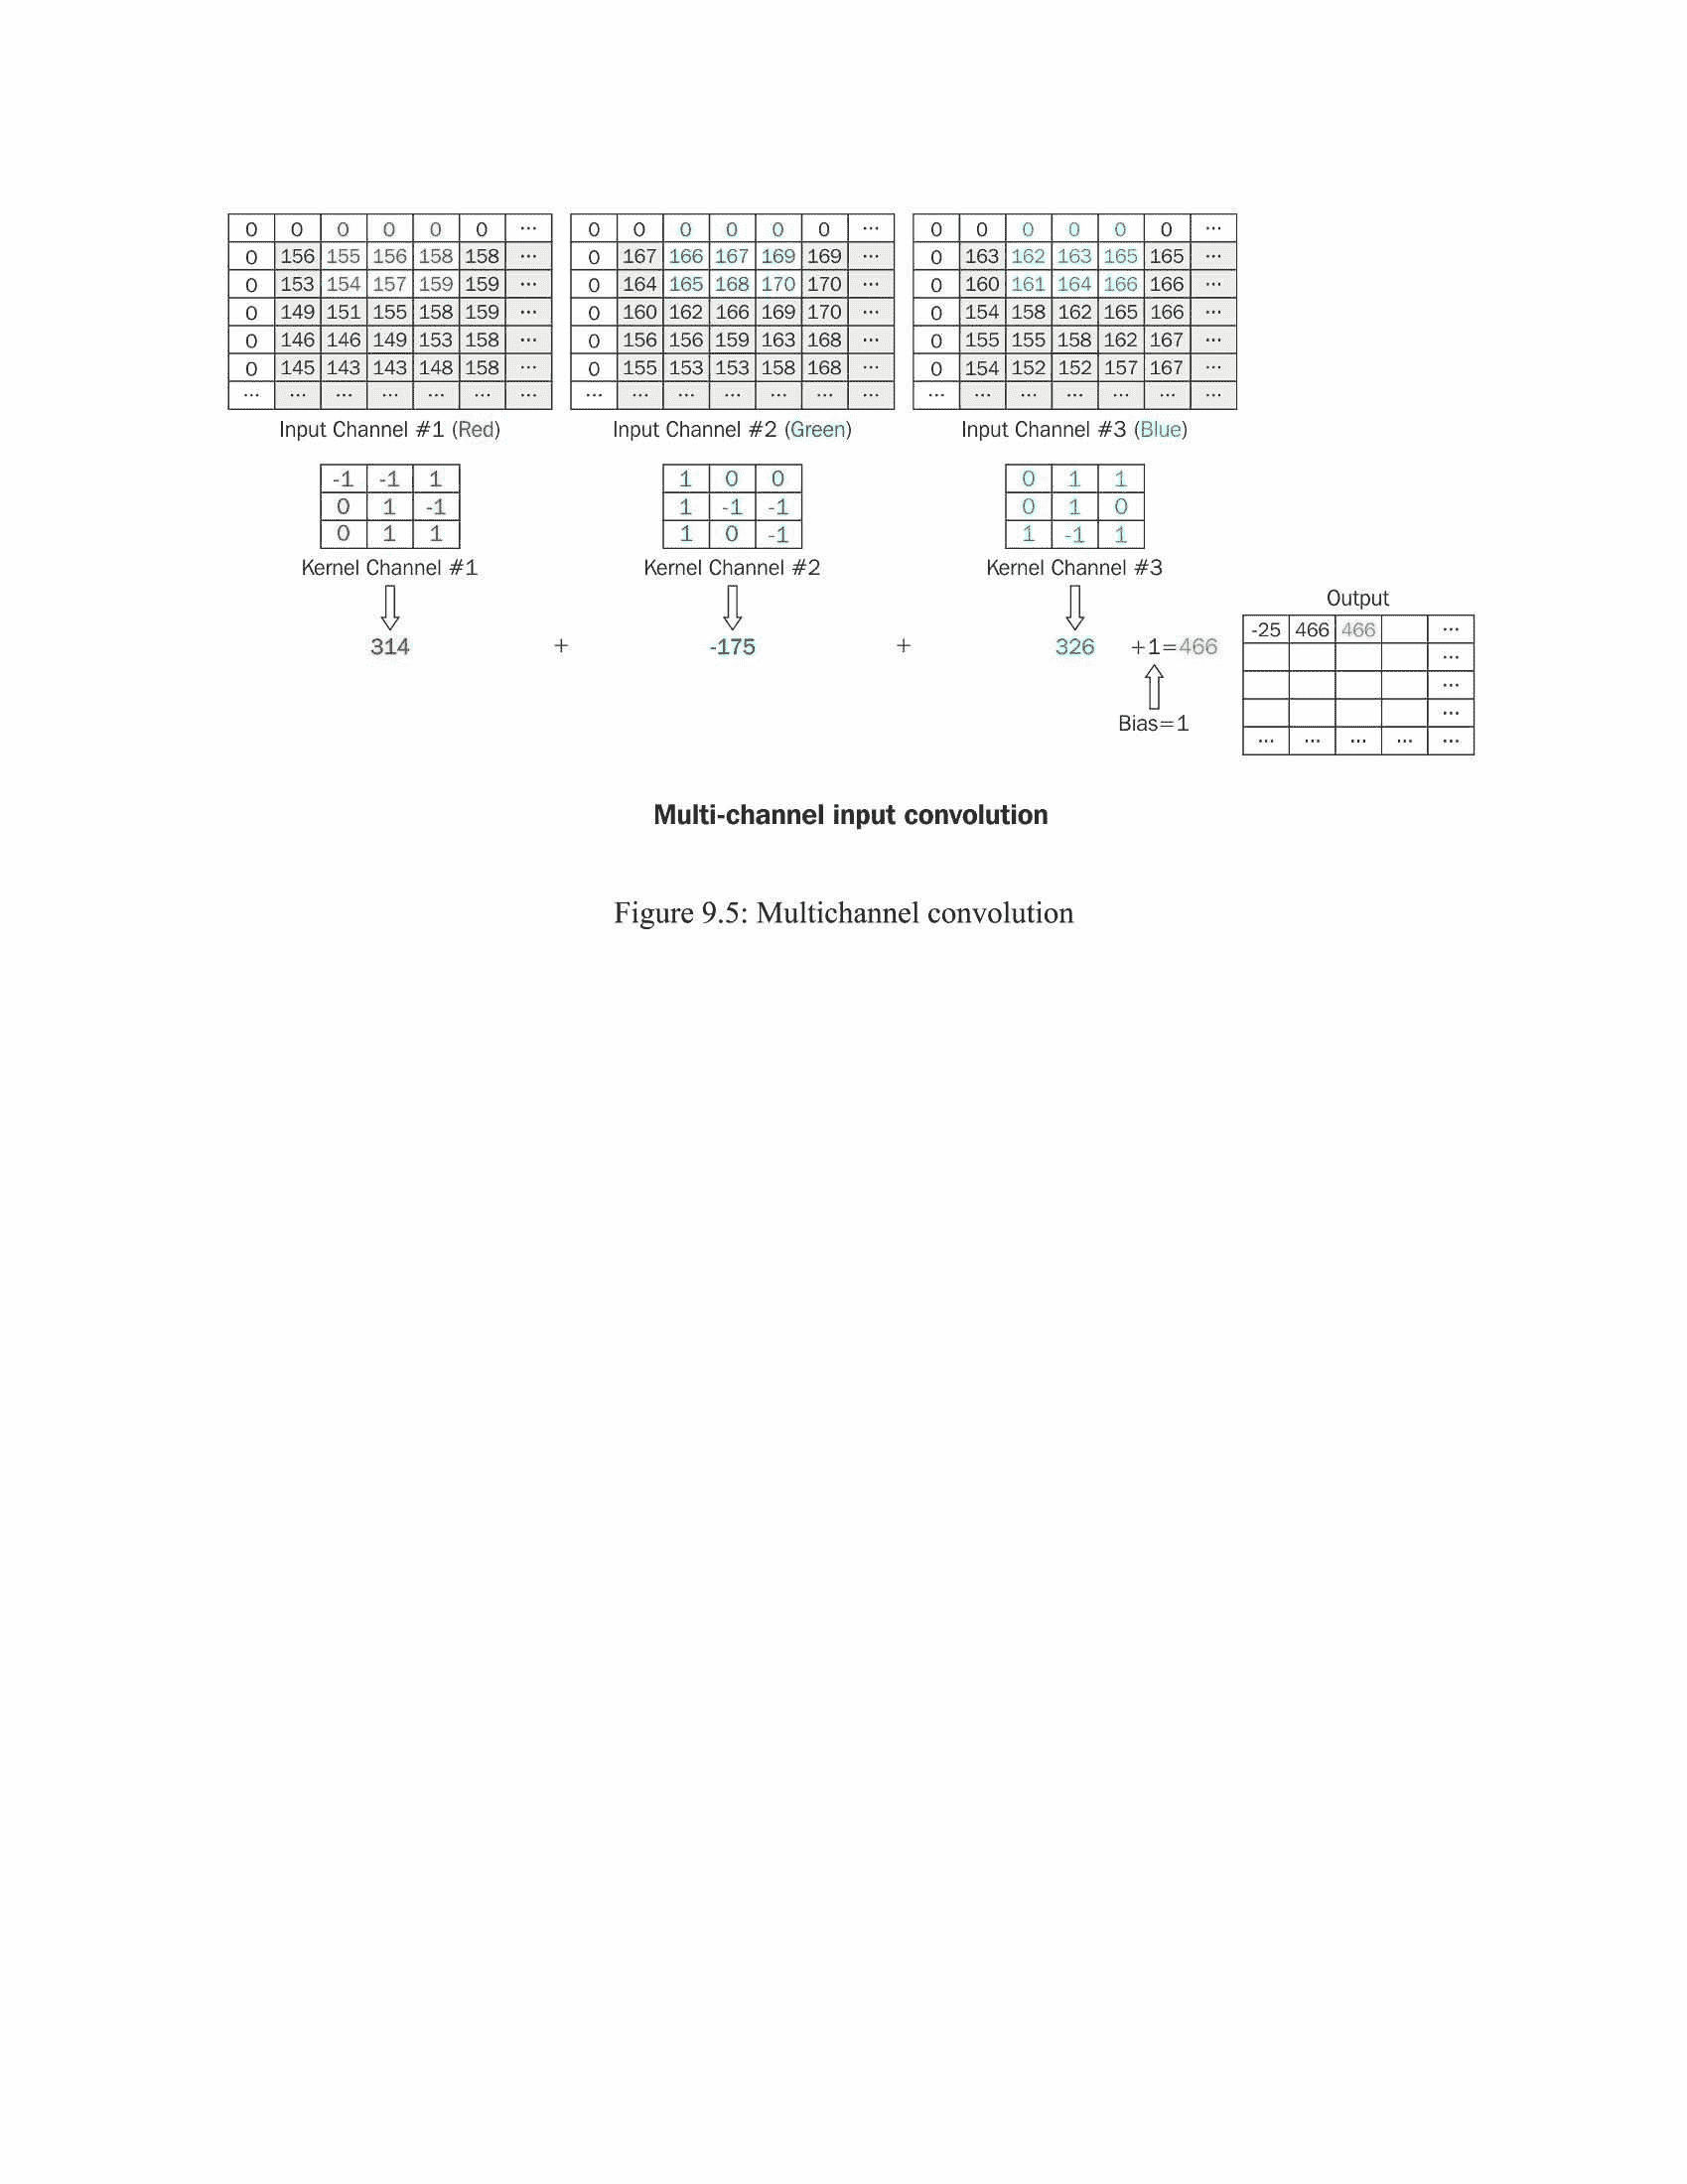 0 0 0 0 0 0 ... 0 0 0 0 0 0 ... 0 0 0 0 0 0 ...
0 156 155 156 158 158 ... 0 167 166 167 169 169 ... 0 163 162 163 165 165 ...
0 153 154 157 159 159 ... 0 164 165 168 170 170 ... 0 160 161 164 166 166 ...
0 149 151 155 158 159 ... 0 160 162 166 169 170 ... 0 154 158 162 165 166 ...
0 146 146 149 153 158 ... 0 156 156 159 163 168 ... 0 155 155 158 162 167 ...
0 145 143 143 148 158 ... 0 155 153 153 158 168 ... 0 154 152 152 157 167 ...
... ... ... ... ... ... ... ... ... ... ... ... ... ... ... ... ... ... ... ... ...
Input Channel #1 (Red) Input Channel #2 (Green) Input Channel #3 (Blue)
-1 -1 1 1 0 0 0 1 1
0 1 -1 1 -1 -1 0 1 0
0 1 1 1 0 -1 1 -1 1
Kernel Channel #1 Kernel Channel #2 Kernel Channel #3
314 + -175 + 326 +1=466
Bias=1
Output
-25 466 466 ...
...
...
...
... ... ... ... ...
Multi-channel input convolution
Figure 9.5: Multichannel convolution